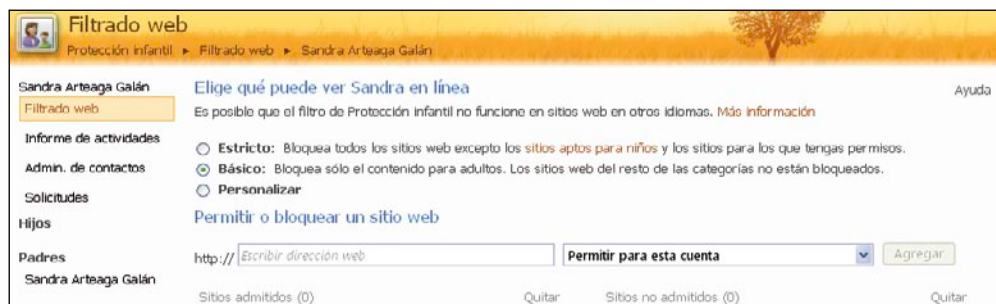 Filtrado web
Protección infantil ► Filtrado web ► Sandra Arteaga Galán
Sandra Arteaga Galán
Filtrado web
Informe de actividades
Admin. de contactos
Solicitudes
Hijos
Padres
Sandra Arteaga Galán
Elige qué puede ver Sandra en línea
Ayuda
Es posible que el filtro de Protección infantil no funcione en sitios web en otros idiomas. Más información
Estricto: Bloquea todos los sitios web excepto los sitios aptos para niños y los sitios para los que tengas permisos.
Básico: Bloquea sólo el contenido para adultos. Los sitios web del resto de las categorías no están bloqueados.
Personalizar
Permitir o bloquear un sitio web
http:// Escribir dirección web Permitir para esta cuenta Agregar
Sitios admitidos (0) Quitar Sitios no admitidos (0) Quitar